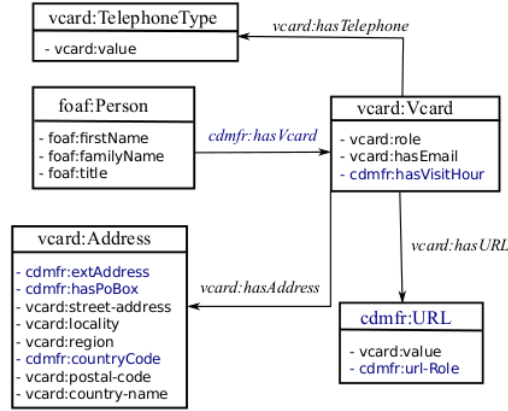 vcard:TelephoneType
- vcard:value
vcard:hasTelephone
foaf:Person
- foaf:firstName
- foaf:familyName
- foaf:title
cdmfr:hasVcard
vcard:Vcard
- vcard:role
- vcard:hasEmail
- cdmfr:hasVisitHour
vcard:Address
- cdmfr:extAddress
- cdmfr:hasPoBox
- vcard:street-address
- vcard:locality
- vcard:region
- cdmfr:countryCode
- vcard:postal-code
- vcard:country-name
vcard:hasAddress
vcard:hasURL
cdmfr:URL
- vcard:value
- cdmfr:url-Role